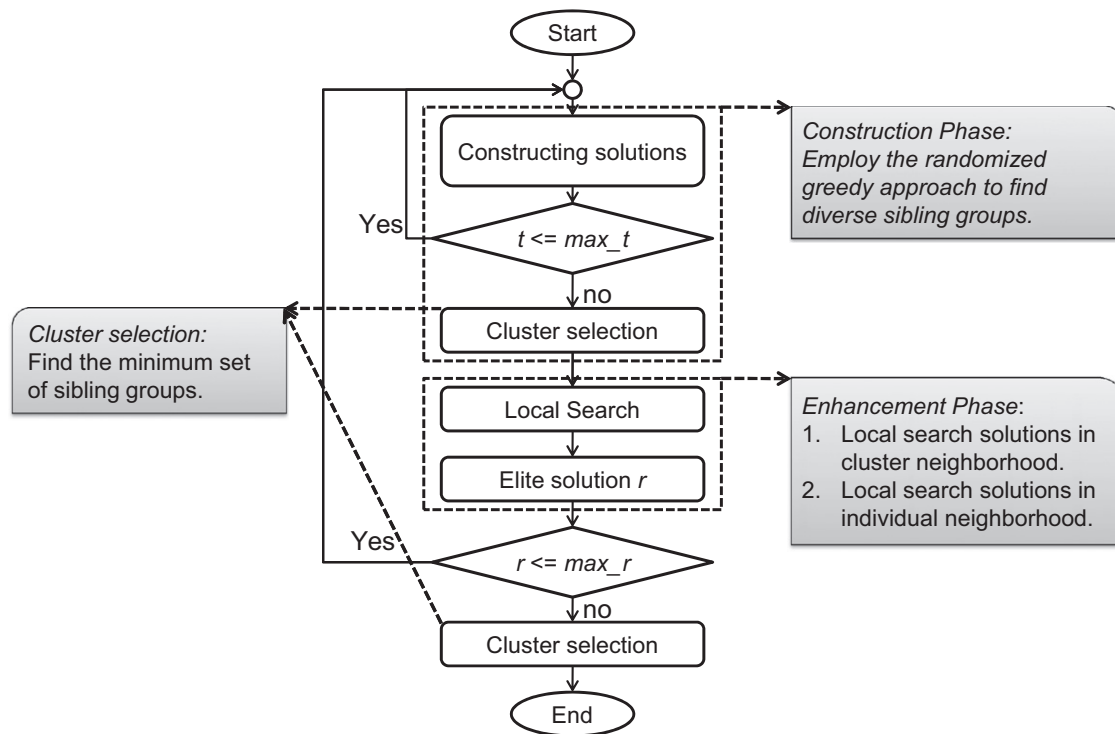 Start
Constructing solutions
Construction Phase:
Employ the randomized
greedy approach to find
diverse sibling groups.
Yes
t <= max_t
no
Cluster selection
Cluster selection:
Find the minimum set
of sibling groups.
Local Search
Elite solution r
Enhancement Phase:
1. Local search solutions in
cluster neighborhood.
2. Local search solutions in
individual neighborhood.
Yes
r <= max_r
no
Cluster selection
End